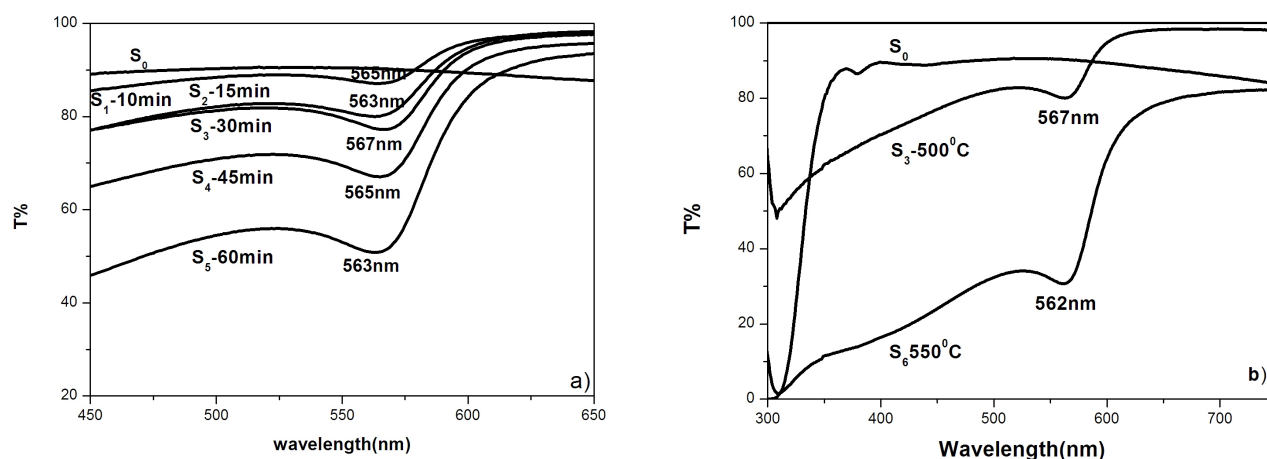 100
80
60
40
20
T%
S0
S1-10min
S2-15min
S3-30min
S4-45min
S5-60min
565nm
563nm
567nm
565nm
563nm
a)
450
500
550
600
650
wavelength(nm)
100
80
60
40
20
0
T%
S0
S3-500⁰C
567nm
562nm
S6550⁰C
b)
300
400
500
600
700
Wavelength(nm)